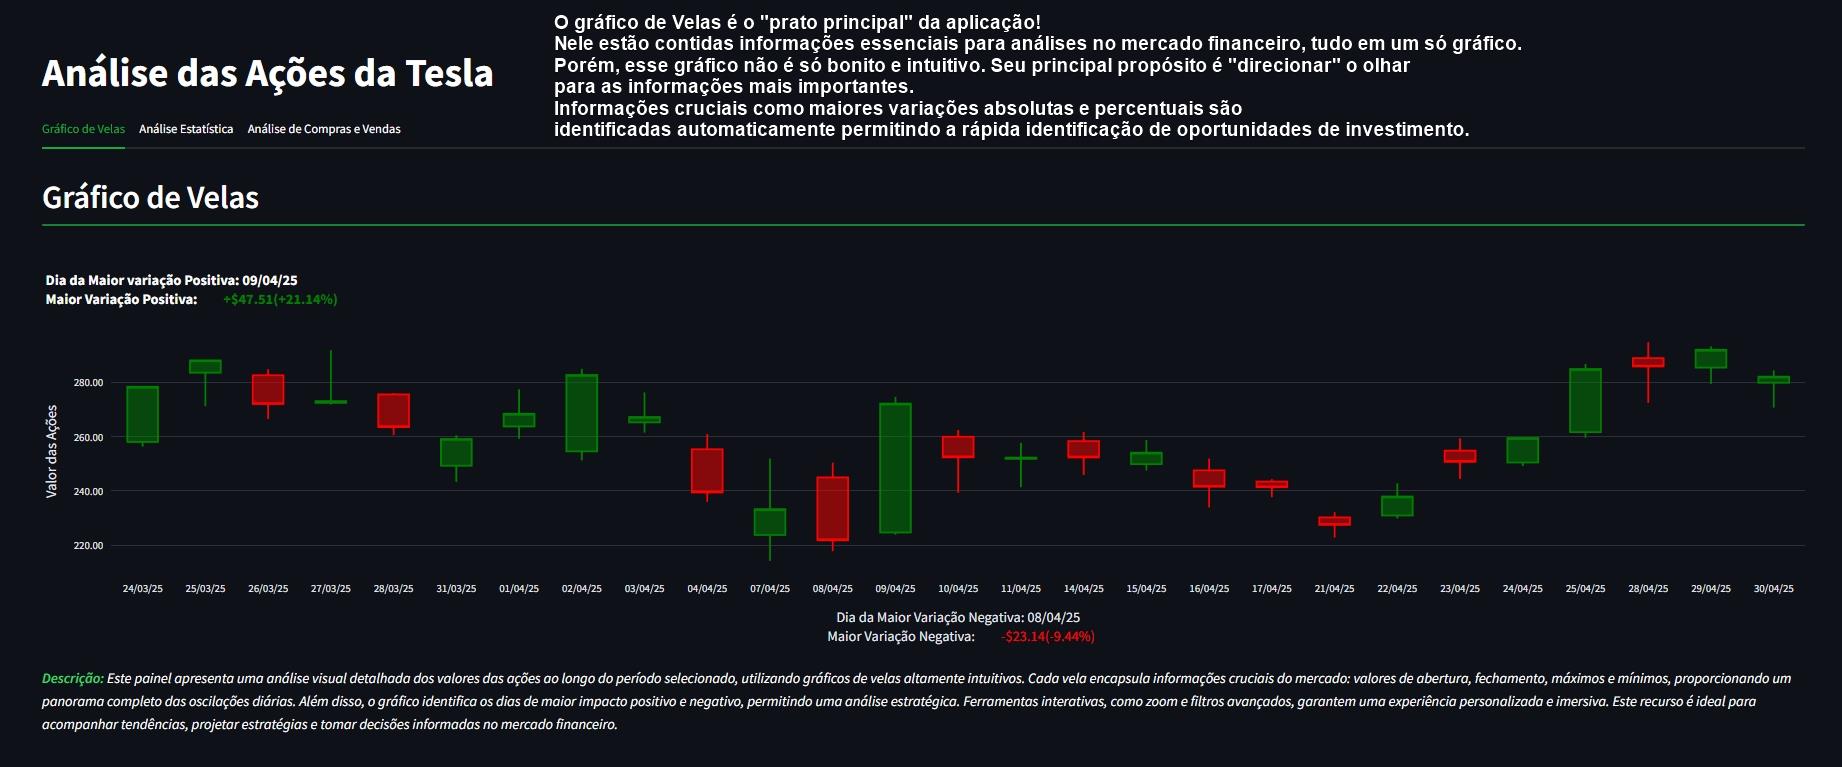 O gráfico de Velas é o "prato principal" da aplicação!
Nele estão contidas informações essenciais para análises no mercado financeiro, tudo em um só gráfico.
Porém, esse gráfico não é só bonito e intuitivo. Seu principal propósito é "direcionar" o olhar
para as informações mais importantes.
Informações cruciais como maiores variações absolutas e percentuais são
identificadas automaticamente permitindo a rápida identificação de oportunidades de investimento.
Análise das Ações da Tesla
Gráfico de Velas Análise Estatística Análise de Compras e Vendas
Gráfico de Velas
Dia da Maior variação Positiva: 09/04/25
Maior Variação Positiva: +$47.51(+21.14%)
Valor das Ações
280.00
260.00
240.00
220.00
24/03/25 25/03/25 26/03/25 27/03/25 28/03/25 31/03/25 01/04/25 02/04/25 03/04/25 04/04/25 07/04/25 08/04/25 09/04/25 10/04/25 11/04/25 14/04/25 15/04/25 16/04/25 17/04/25 21/04/25 22/04/25 23/04/25 24/04/25 25/04/25 28/04/25 29/04/25 30/04/25
Dia da Maior Variação Negativa: 08/04/25
Maior Variação Negativa: -$23.14(-9.44%)
Descrição: Este painel apresenta uma análise visual detalhada dos valores das ações ao longo do período selecionado, utilizando gráficos de velas altamente intuitivos. Cada vela encapsula informações cruciais do mercado: valores de abertura, fechamento, máximos e mínimos, proporcionando um
panorama completo das oscilações diárias. Além disso, o gráfico identifica os dias de maior impacto positivo e negativo, permitindo uma análise estratégica. Ferramentas interativas, como zoom e filtros avançados, garantem uma experiência personalizada e imersiva. Este recurso é ideal para
acompanhar tendências, projetar estratégias e tomar decisões informadas no mercado financeiro.